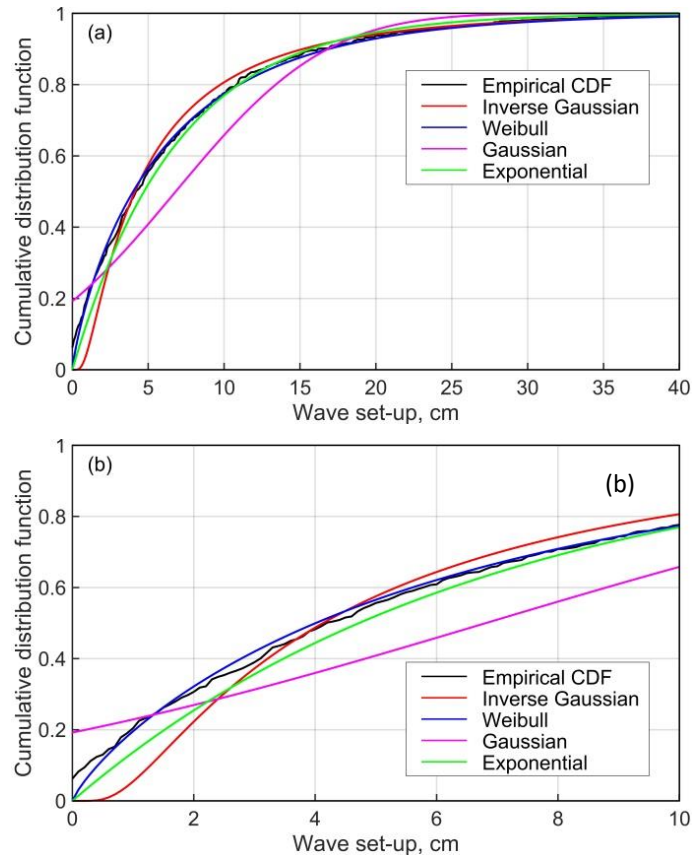 (a)
Cumulative distribution function
1
0.8
0.6
0.4
0.2
0
Empirical CDF
Inverse Gaussian
Weibull
Gaussian
Exponential
0 5 10 15 20 25 30 35 40
Wave set-up, cm
(b)
(b)
Cumulative distribution function
1
0.8
0.6
0.4
0.2
0
Empirical CDF
Inverse Gaussian
Weibull
Gaussian
Exponential
0 2 4 6 8 10
Wave set-up, cm